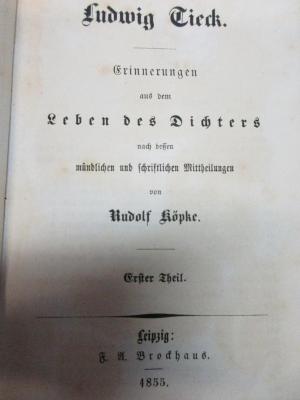 Ludwig Tieck.
Erinnerungen
aus dem
Leben des Dichters
nach dessen
mündlichen und schriftlichen Mittheilungen
von
Rudolf Köpke.
Erster Theil.
Leipzig:
F. A. Brockhaus.
1855.